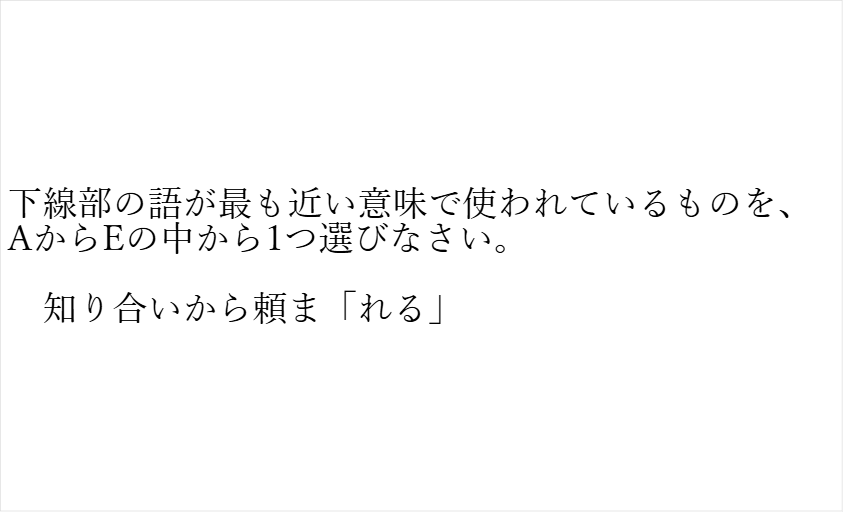 下線部の語が最も近い意味で使われているものを、
AからEの中から1つ選びなさい。
知り合いから頼ま「れる」